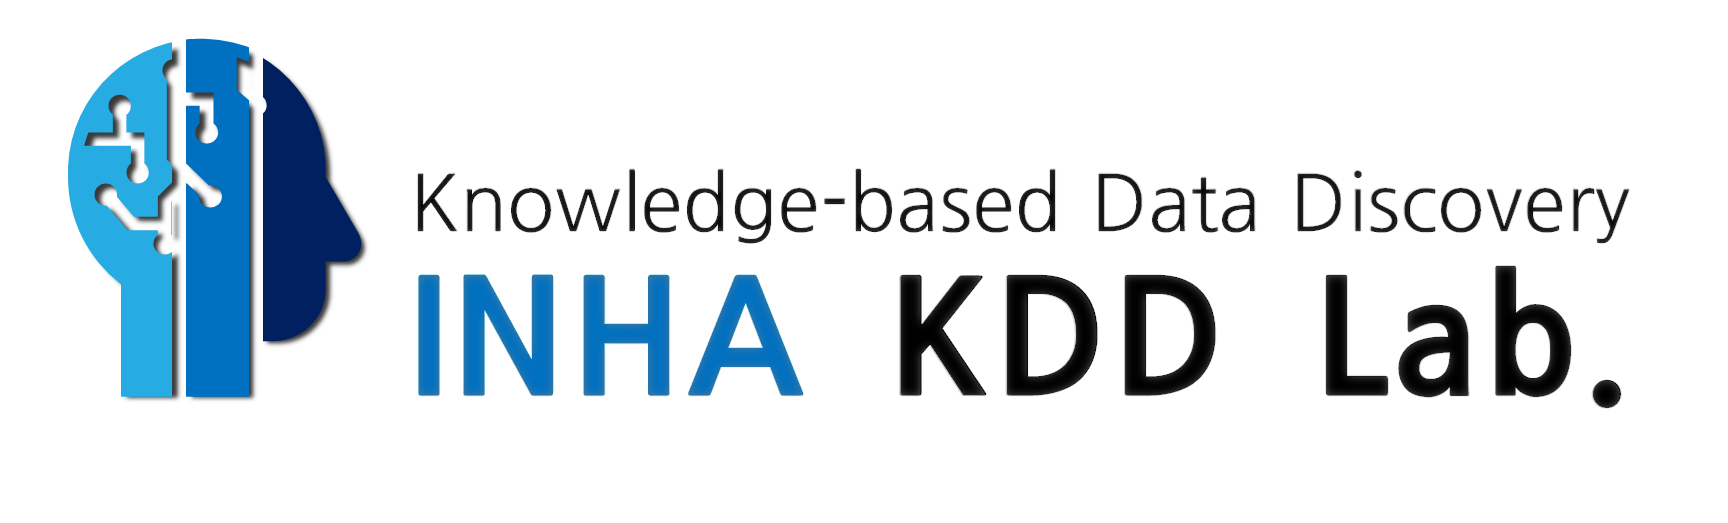 Knowledge-based Data Discovery
INHA KDD Lab.